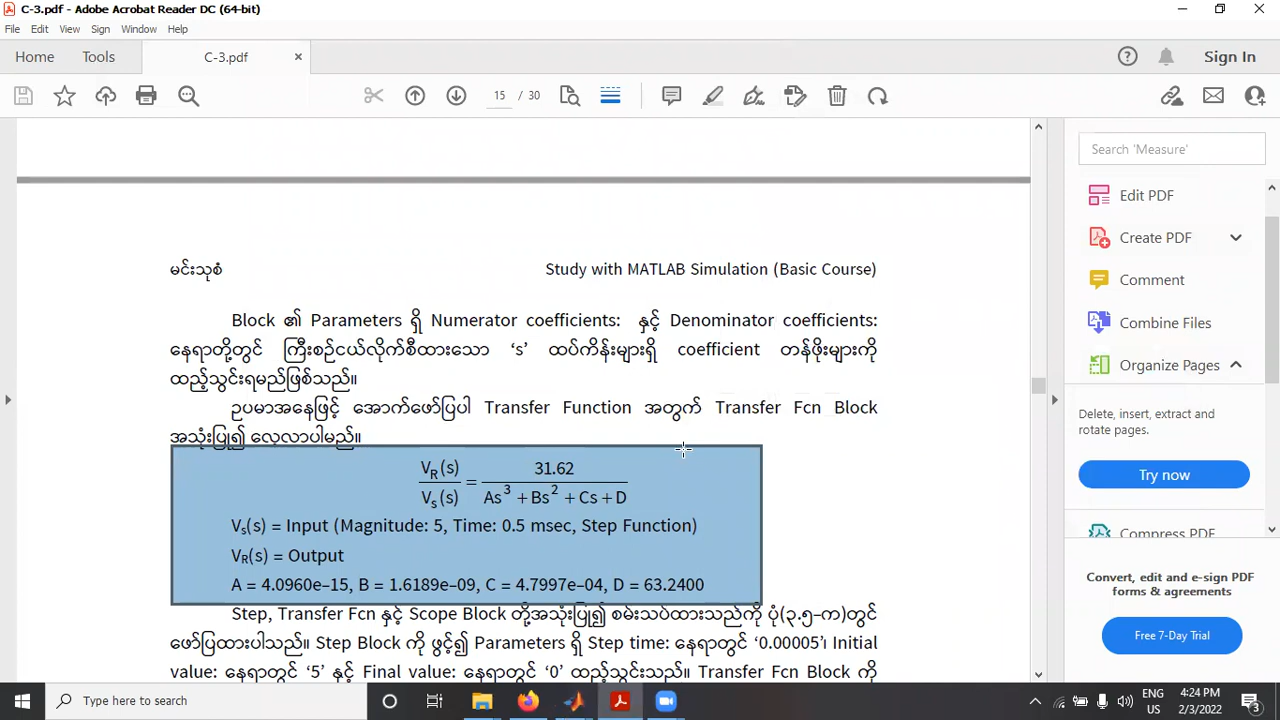 C-3.pdf - Adobe Acrobat Reader DC (64-bit)
File Edit View Sign Window Help
Home Tools C-3.pdf × Sign In
15 / 30
Search 'Measure'
Edit PDF
Create PDF
Comment
Combine Files
Organize Pages
Delete, insert, extract and
rotate pages.
Try now
Compress PDF
Convert, edit and e-sign PDF
forms & agreements
Free 7-Day Trial
မင်းသုစံ Study with MATLAB Simulation (Basic Course)
Block ၏ Parameters ရှိ Numerator coefficients: နှင့် Denominator coefficients:
နေရာတို့တွင် ကြီးစဉ်ငယ်လိုက်စီထားသော ‘s’ ထပ်ကိန်းများရှိ coefficient တန်ဖိုးများကို
ထည့်သွင်းရမည်ဖြစ်သည်။
ဥပမာအနေဖြင့် အောက်ဖော်ပြပါ Transfer Function အတွက် Transfer Fcn Block
အသုံးပြု၍ လေ့လာပါမည်။
V_R(s) / V_s(s) = 31.62 / As³ + Bs² + Cs + D
V_s(s) = Input (Magnitude: 5, Time: 0.5 msec, Step Function)
V_R(s) = Output
A = 4.0960e–15, B = 1.6189e–09, C = 4.7997e–04, D = 63.2400
Step, Transfer Fcn နှင့် Scope Block တို့အသုံးပြု၍ စမ်းသပ်ထားသည်ကို ပုံ(၃.၅–က)တွင်
ဖော်ပြထားပါသည်။ Step Block ကို ဖွင့်၍ Parameters ရှိ Step time: နေရာတွင် ‘0.00005’၊ Initial
value: နေရာတွင် ‘5’ နှင့် Final value: နေရာတွင် ‘0’ ထည့်သွင်းသည်။ Transfer Fcn Block ကို
Type here to search
ENG
US
4:24 PM
2/3/2022
3